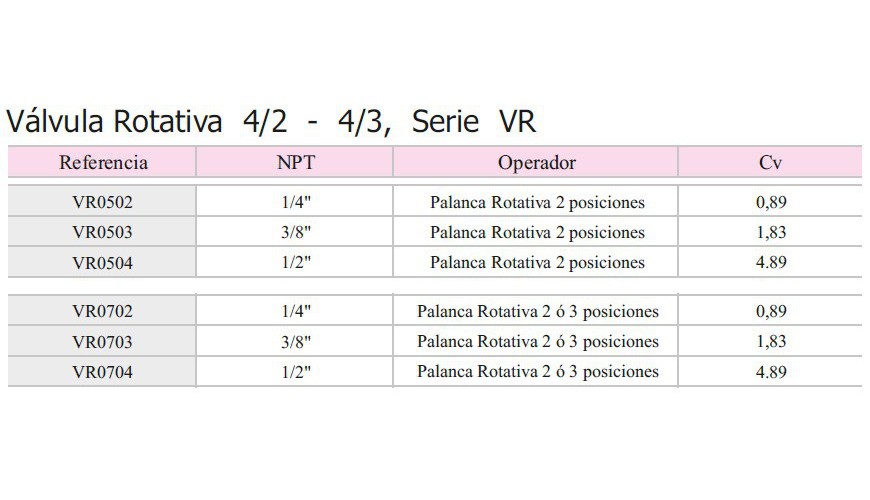 Válvula Rotativa 4/2 - 4/3, Serie VR
Referencia NPT Operador Cv
VR0502 1/4" Palanca Rotativa 2 posiciones 0,89
VR0503 3/8" Palanca Rotativa 2 posiciones 1,83
VR0504 1/2" Palanca Rotativa 2 posiciones 4.89
VR0702 1/4" Palanca Rotativa 2 ó 3 posiciones 0,89
VR0703 3/8" Palanca Rotativa 2 ó 3 posiciones 1,83
VR0704 1/2" Palanca Rotativa 2 ó 3 posiciones 4.89